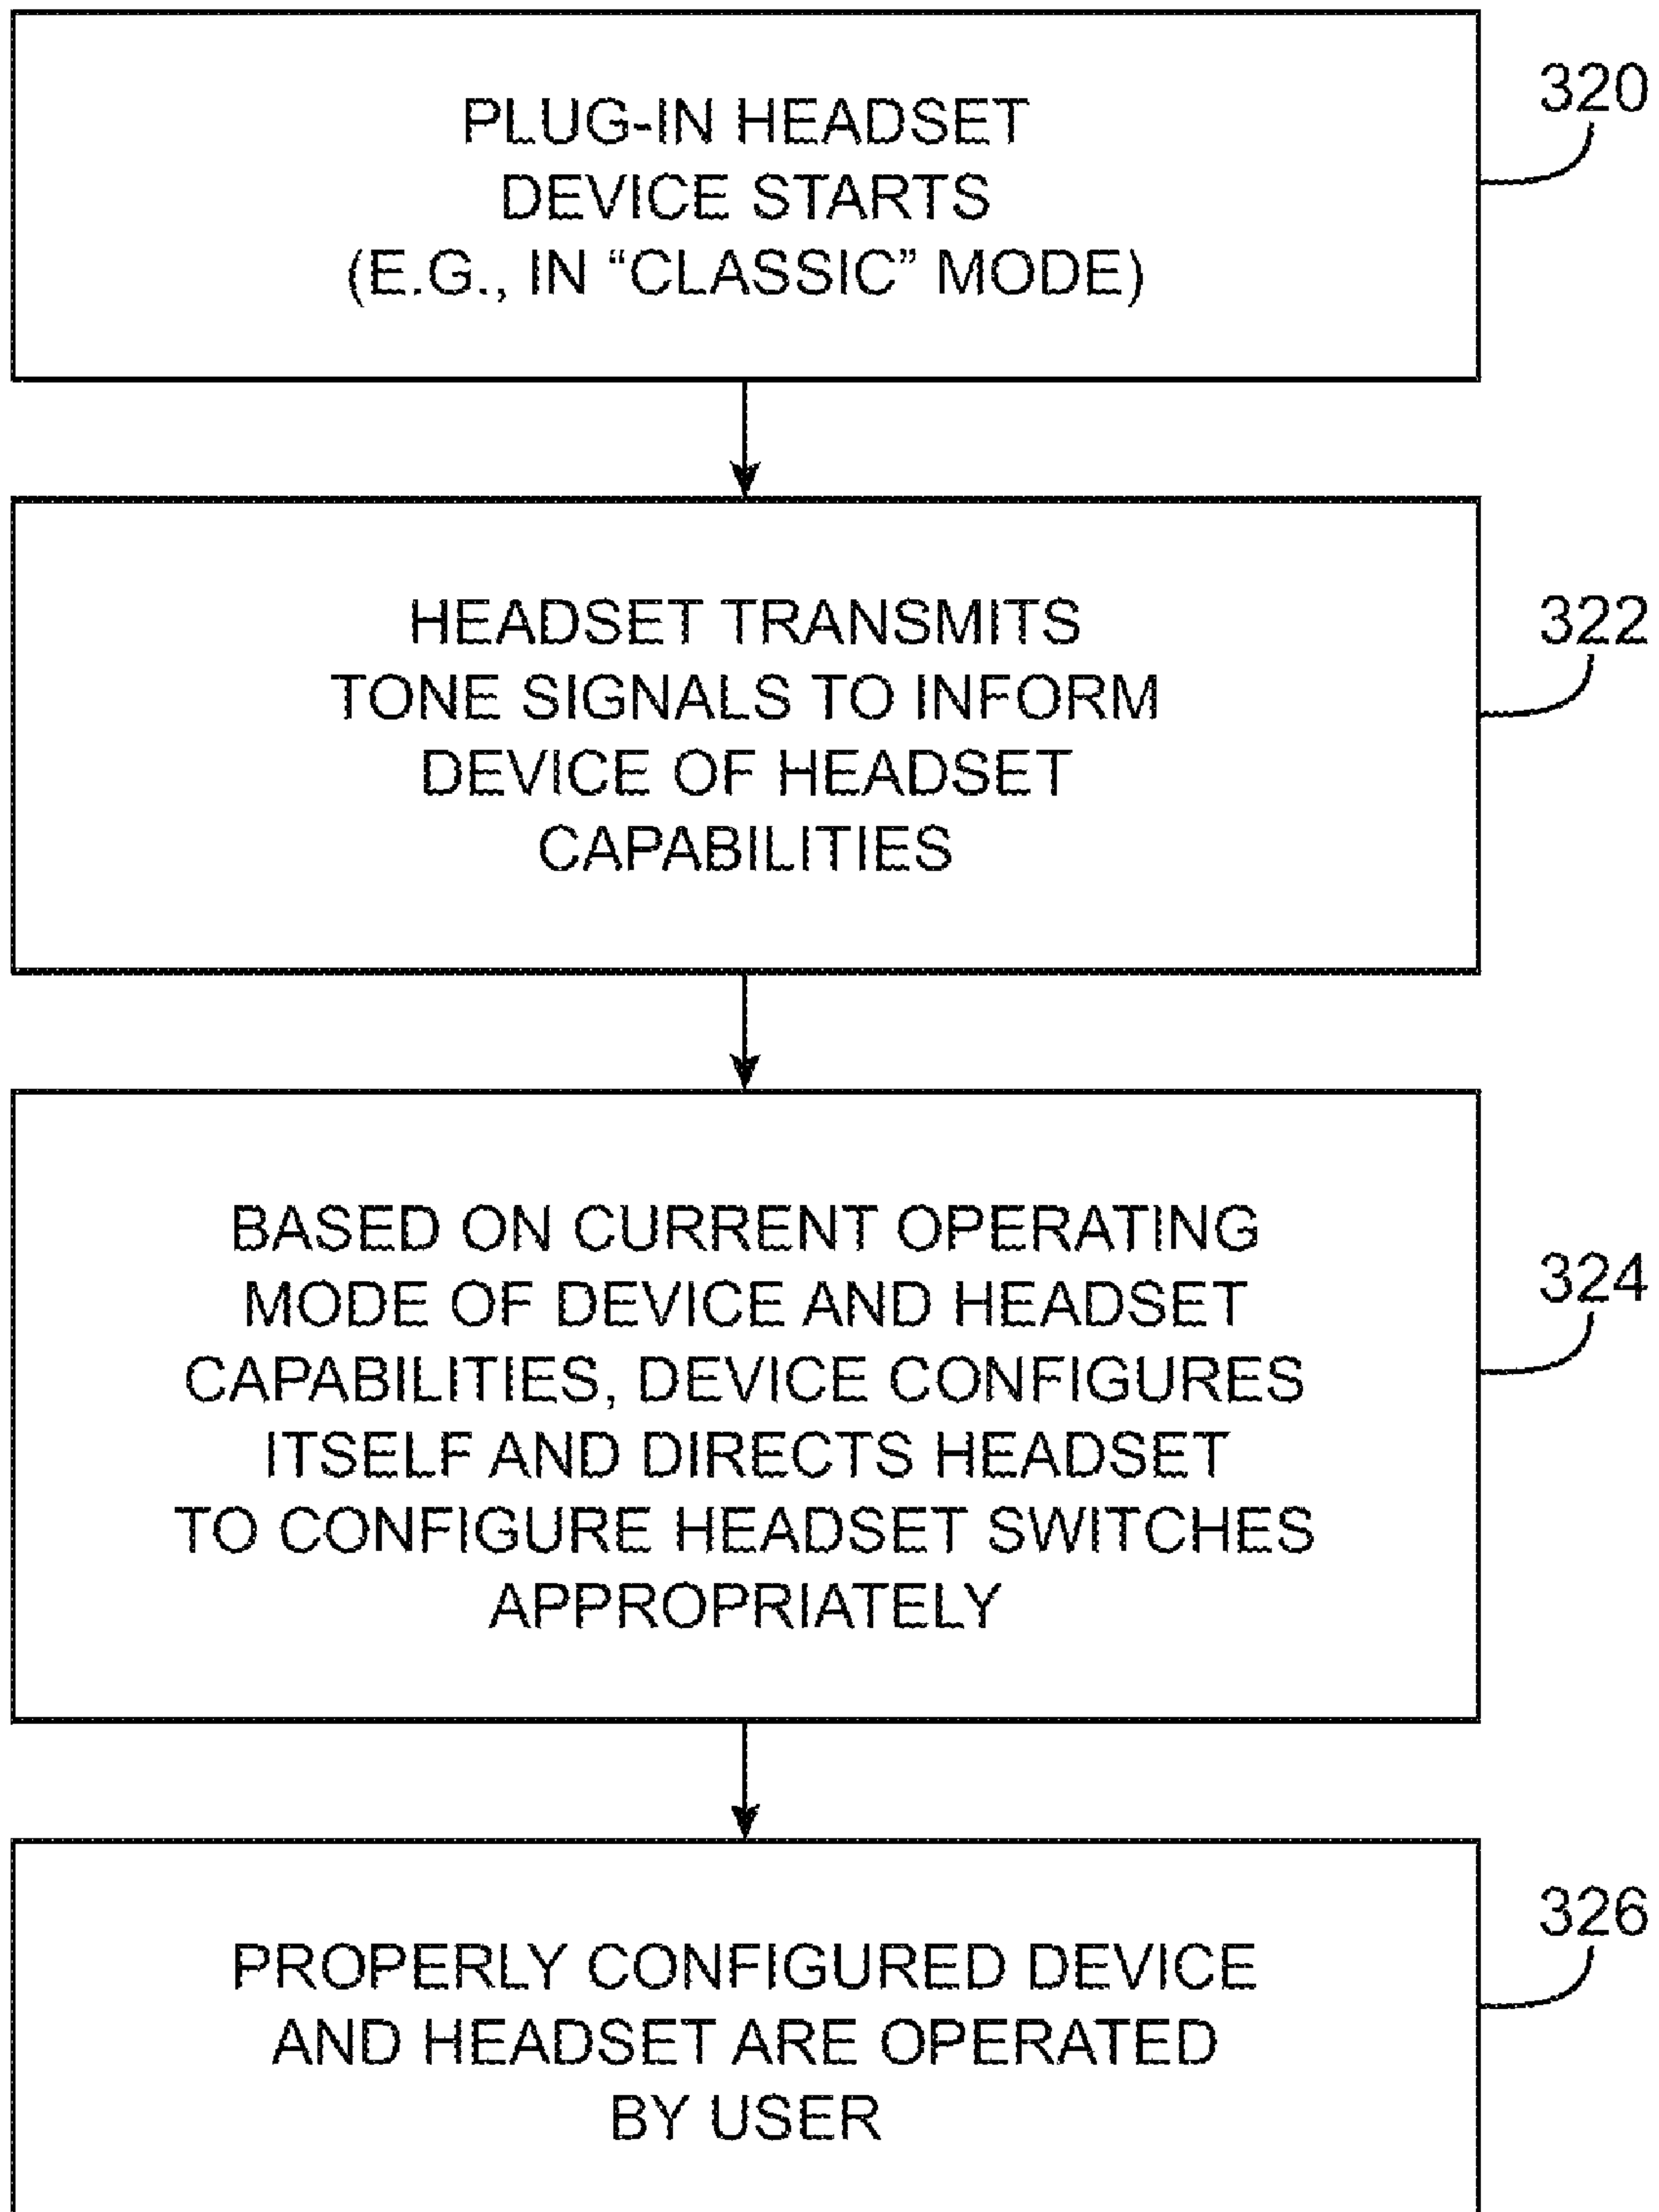 PLUG-IN HEADSET
DEVICE STARTS
(E.G., IN “CLASSIC” MODE)
320
HEADSET TRANSMITS
TONE SIGNALS TO INFORM
DEVICE OF HEADSET
CAPABILITIES
322
BASED ON CURRENT OPERATING
MODE OF DEVICE AND HEADSET
CAPABILITIES, DEVICE CONFIGURES
ITSELF AND DIRECTS HEADSET
TO CONFIGURE HEADSET SWITCHES
APPROPRIATELY
324
PROPERLY CONFIGURED DEVICE
AND HEADSET ARE OPERATED
BY USER
326